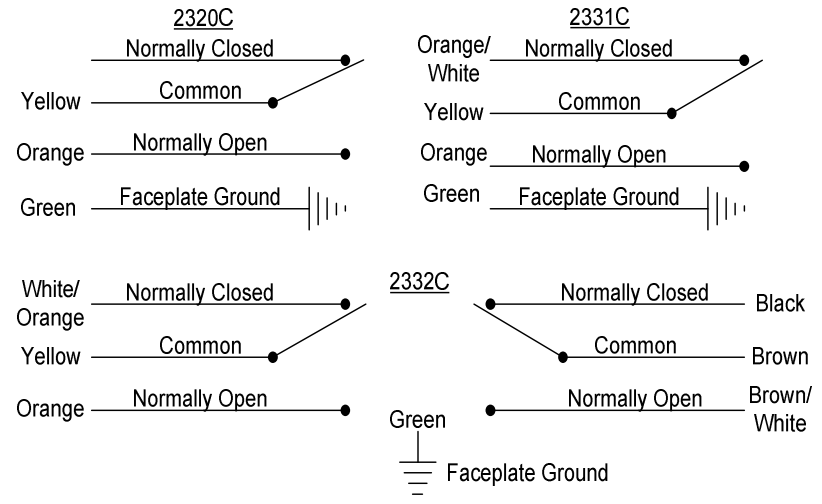 2320C
Normally Closed
Yellow Common
Orange Normally Open
Green Faceplate Ground
2331C
Orange/
White Normally Closed
Yellow Common
Orange Normally Open
Green Faceplate Ground
2332C
White/
Orange Normally Closed
Yellow Common
Orange Normally Open
Normally Closed Black
Common Brown
Normally Open Brown/
White
Green
Faceplate Ground